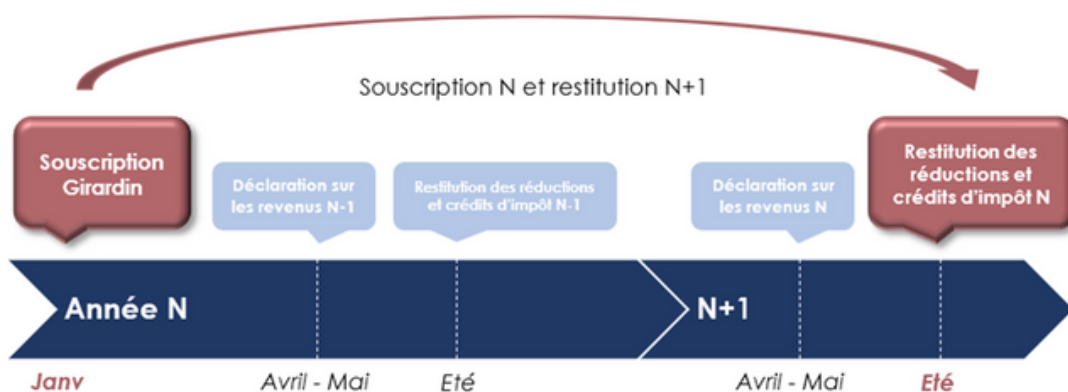 Souscription N et restitution N+1
Souscription
Girardin
Déclaration sur
les revenus N-1
Restitution des réductions
et crédits d'impôt N-1
Déclaration sur
les revenus N
Restitution des
réductions et
crédits d'impôt N
Année N
N+1
Janv
Avril - Mai
Eté
Avril - Mai
Eté